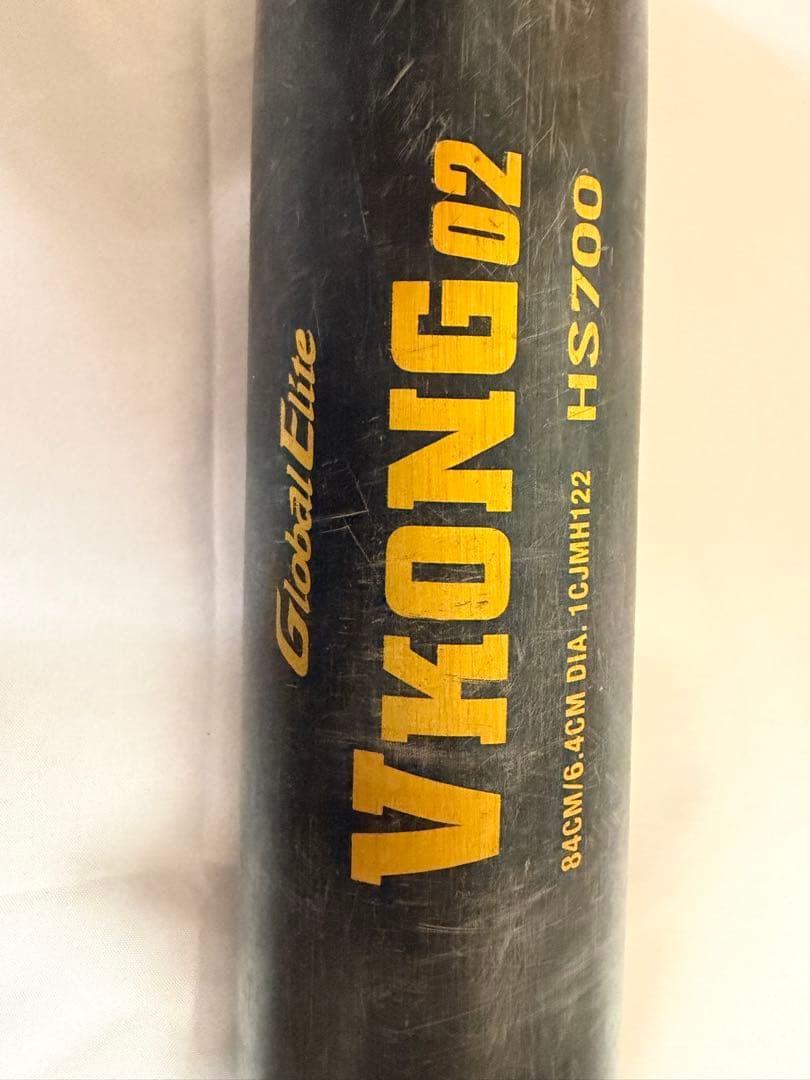 Global Elite
VKONG02
HS700
84CM/6.4CM DIA. 1CJMH122